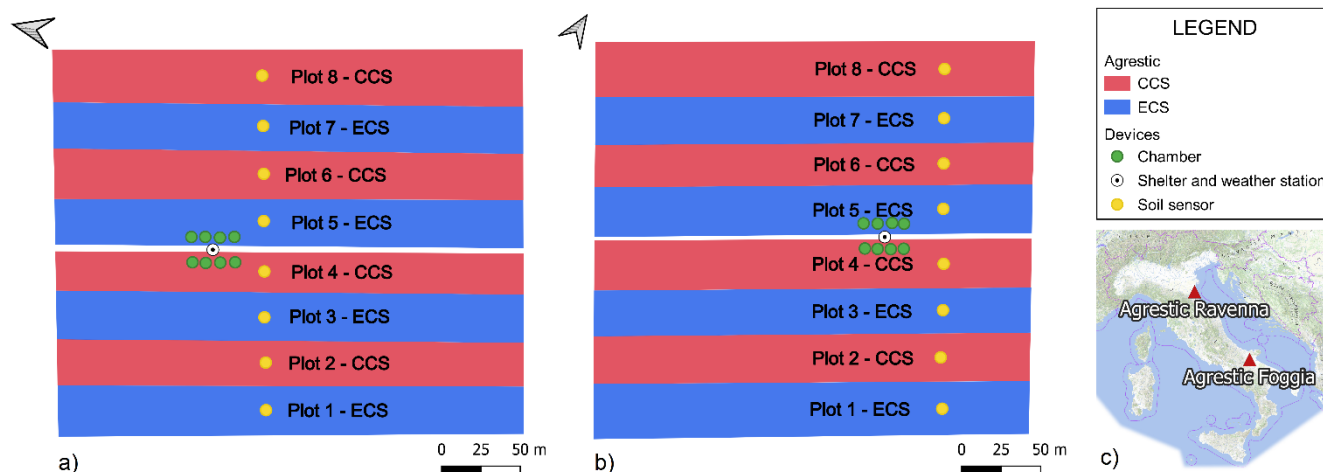 Plot 8 - CCS
Plot 7 - ECS
Plot 6 - CCS
Plot 5 - ECS
Plot 4 - CCS
Plot 3 - ECS
Plot 2 - CCS
Plot 1 - ECS
0 25 50 m
a)
Plot 8 - CCS
Plot 7 - ECS
Plot 6 - CCS
Plot 5 - ECS
Plot 4 - CCS
Plot 3 - ECS
Plot 2 - CCS
Plot 1 - ECS
0 25 50 m
b)
LEGEND
Agrestic
CCS
ECS
Devices
Chamber
Shelter and weather station
Soil sensor
Agrestic Ravenna
Agrestic Foggia
c)